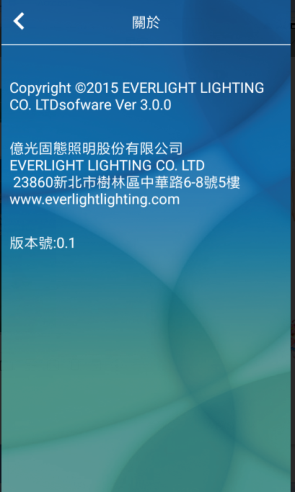 關於
Copyright ©2015 EVERLIGHT LIGHTING
CO. LTDsofware Ver 3.0.0
億光固態照明股份有限公司
EVERLIGHT LIGHTING CO. LTD
23860新北市樹林區中華路6-8號5樓
www.everlightlighting.com
版本號:0.1